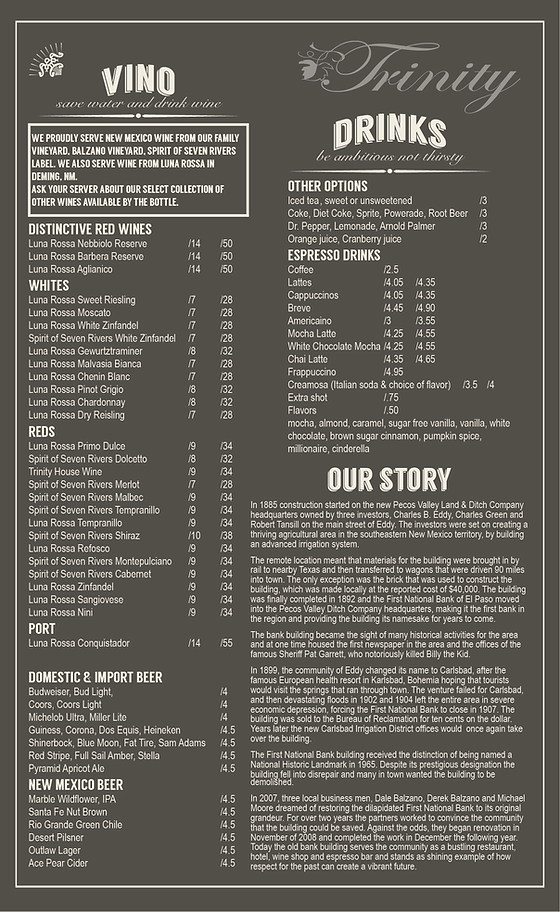 VINO
save water and drink wine
WE PROUDLY SERVE NEW MEXICO WINE FROM OUR FAMILY
VINEYARD, BALZANO VINEYARD, SPIRIT OF SEVEN RIVERS
LABEL. WE ALSO SERVE WINE FROM LUNA ROSSA IN
DEMING, NM.
ASK YOUR SERVER ABOUT OUR SELECT COLLECTION OF
OTHER WINES AVAILABLE BY THE BOTTLE.
DISTINCTIVE RED WINES
Luna Rossa Nebbiolo Reserve /14 /50
Luna Rossa Barbera Reserve /14 /50
Luna Rossa Aglianico /14 /50
WHITES
Luna Rossa Sweet Riesling /7 /28
Luna Rossa Moscato /7 /28
Luna Rossa White Zinfandel /7 /28
Spirit of Seven Rivers White Zinfandel /7 /28
Luna Rossa Gewurtztraminer /8 /32
Luna Rossa Malvasia Bianca /7 /28
Luna Rossa Chenin Blanc /7 /28
Luna Rossa Pinot Grigio /8 /32
Luna Rossa Chardonnay /8 /32
Luna Rossa Dry Reisling /7 /28
REDS
Luna Rossa Primo Dulce /9 /34
Spirit of Seven Rivers Dolcetto /8 /32
Trinity House Wine /9 /34
Spirit of Seven Rivers Merlot /7 /28
Spirit of Seven Rivers Malbec /9 /34
Spirit of Seven Rivers Tempranillo /9 /34
Luna Rossa Tempranillo /9 /34
Spirit of Seven Rivers Shiraz /10 /38
Luna Rossa Refosco /9 /34
Spirit of Seven Rivers Montepulciano /9 /34
Spirit of Seven Rivers Cabernet /9 /34
Luna Rossa Zinfandel /9 /34
Luna Rossa Sangiovese /9 /34
Luna Rossa Nini /9 /34
PORT
Luna Rossa Conquistador /14 /55
DOMESTIC & IMPORT BEER
Budweiser, Bud Light, /4
Coors, Coors Light /4
Michelob Ultra, Miller Lite /4
Guiness, Corona, Dos Equis, Heineken /4.5
Shinerbock, Blue Moon, Fat Tire, Sam Adams /4.5
Red Stripe, Full Sail Amber, Stella /4.5
Pyramid Apricot Ale /4.5
NEW MEXICO BEER
Marble Wildflower, IPA /4.5
Santa Fe Nut Brown /4.5
Rio Grande Green Chile /4.5
Desert Pilsner /4.5
Outlaw Lager /4.5
Ace Pear Cider /4.5
Trinity
DRINKS
be ambitious not thirsty
OTHER OPTIONS
Iced tea, sweet or unsweetened /3
Coke, Diet Coke, Sprite, Powerade, Root Beer /3
Dr. Pepper, Lemonade, Arnold Palmer /3
Orange juice, Cranberry juice /2
ESPRESSO DRINKS
Coffee /2.5
Lattes /4.05 /4.35
Cappuccinos /4.05 /4.35
Breve /4.45 /4.90
Americaino /3 /3.55
Mocha Latte /4.25 /4.55
White Chocolate Mocha /4.25 /4.55
Chai Latte /4.35 /4.65
Frappuccino /4.95
Creamosa (Italian soda & choice of flavor) /3.5 /4
Extra shot /.75
Flavors /.50
mocha, almond, caramel, sugar free vanilla, vanilla, white
chocolate, brown sugar cinnamon, pumpkin spice,
millionaire, cinderella
OUR STORY
In 1885 construction started on the new Pecos Valley Land & Ditch Company
headquarters owned by three investors, Charles B. Eddy, Charles Green and
Robert Tansill on the main street of Eddy. The investors were set on creating a
thriving agricultural area in the southeastern New Mexico territory, by building
an advanced irrigation system.
The remote location meant that materials for the building were brought in by
rail to nearby Texas and then transferred to wagons that were driven 90 miles
into town. The only exception was the brick that was used to construct the
building, which was made locally at the reported cost of $40,000. The building
was finally completed in 1892 and the First National Bank of El Paso moved
into the Pecos Valley Ditch Company headquarters, making it the first bank in
the region and providing the building its namesake for years to come.
The bank building became the sight of many historical activities for the area
and at one time housed the first newspaper in the area and the offices of the
famous Sheriff Pat Garrett, who notoriously killed Billy the Kid.
In 1899, the community of Eddy changed its name to Carlsbad, after the
famous European health resort in Karlsbad, Bohemia hoping that tourists
would visit the springs that ran through town. The venture failed for Carlsbad,
and then devastating floods in 1902 and 1904 left the entire area in severe
economic depression, forcing the First National Bank to close in 1907. The
building was sold to the Bureau of Reclamation for ten cents on the dollar.
Years later the new Carlsbad Irrigation District offices would once again take
over the building.
The First National Bank building received the distinction of being named a
National Historic Landmark in 1965. Despite its prestigious designation the
building fell into disrepair and many in town wanted the building to be
demolished.
In 2007, three local business men, Dale Balzano, Derek Balzano and Michael
Moore dreamed of restoring the dilapidated First National Bank to its original
grandeur. For over two years the partners worked to convince the community
that the building could be saved. Against the odds, they began renovation in
November of 2008 and completed the work in December the following year.
Today the old bank building serves the community as a bustling restaurant,
hotel, wine shop and espresso bar and stands as shining example of how
respect for the past can create a vibrant future.